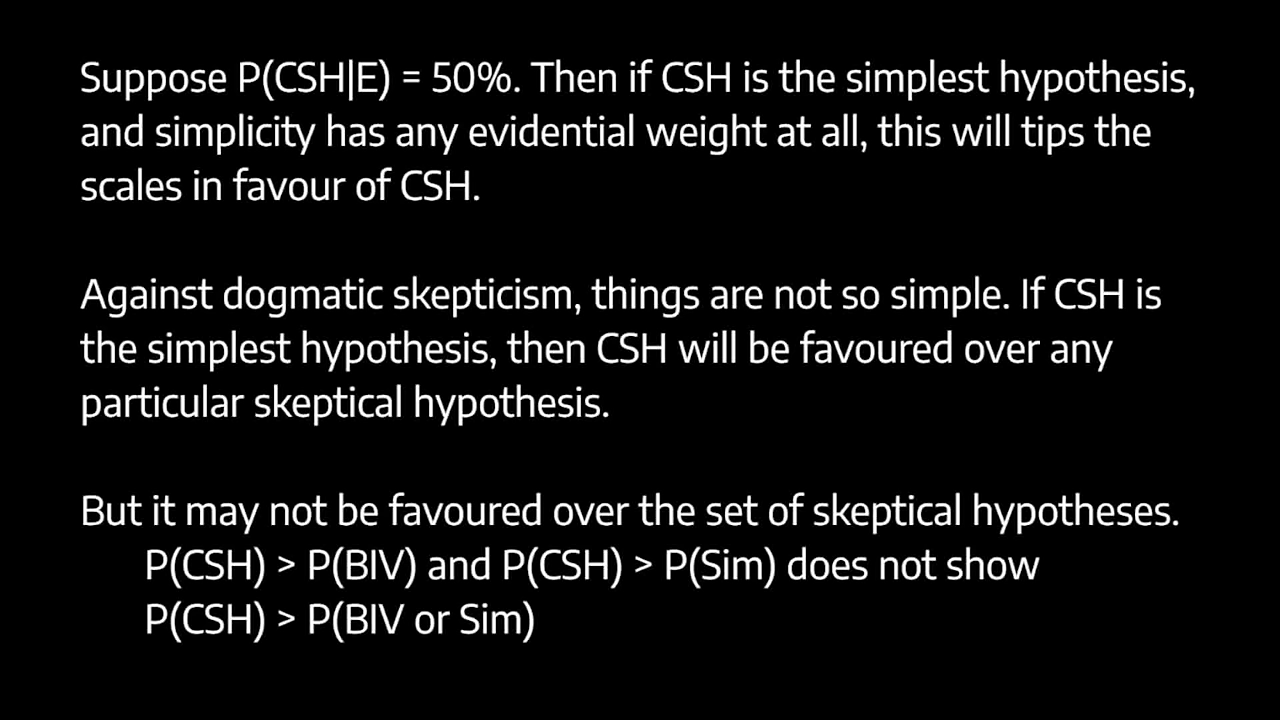 Suppose P(CSH|E) = 50%. Then if CSH is the simplest hypothesis,
and simplicity has any evidential weight at all, this will tips the
scales in favour of CSH.
Against dogmatic skepticism, things are not so simple. If CSH is
the simplest hypothesis, then CSH will be favoured over any
particular skeptical hypothesis.
But it may not be favoured over the set of skeptical hypotheses.
P(CSH) > P(BIV) and P(CSH) > P(Sim) does not show
P(CSH) > P(BIV or Sim)